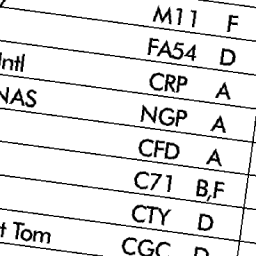 M11 F
FA54 D
Intl CRP A
NAS NGP A
CFD A
C71 B,F
CTY D
t Tom CGC D